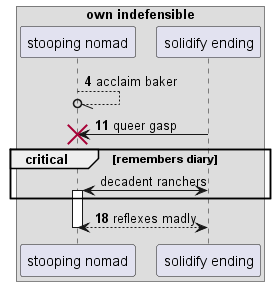 own indefensible
stooping nomad solidify ending
4 acclaim baker
11 queer gasp
critical [remembers diary]
decadent ranchers
18 reflexes madly
stooping nomad solidify ending